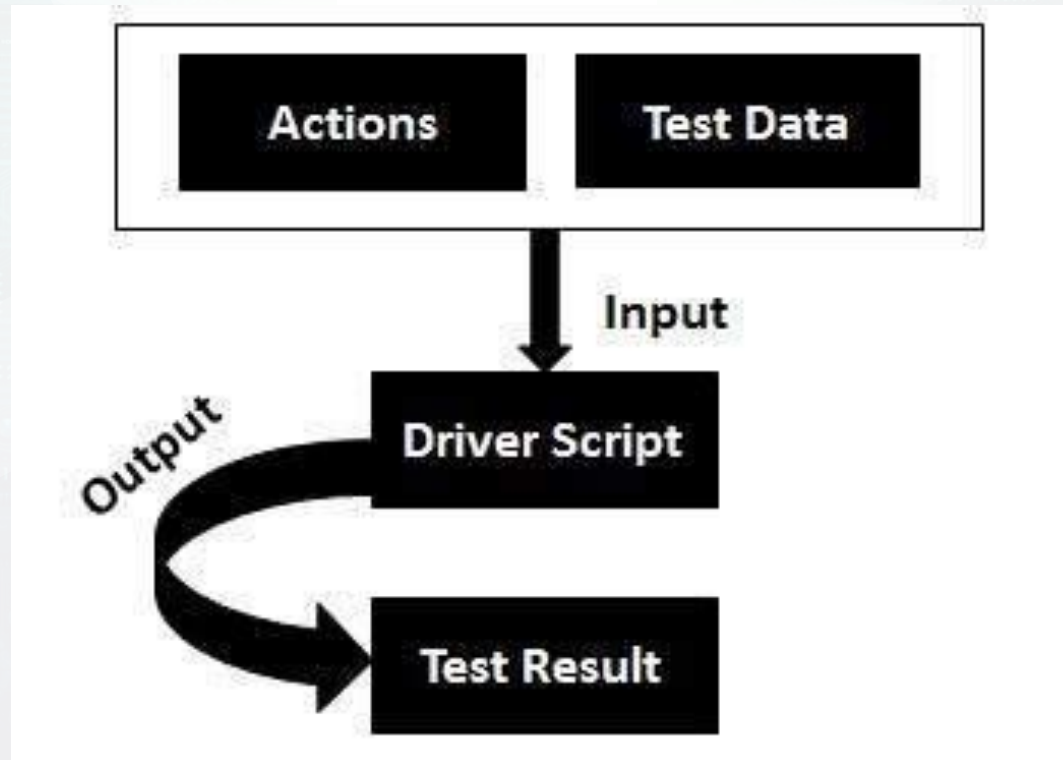 Actions
Test Data
Input
Driver Script
Output
Test Result